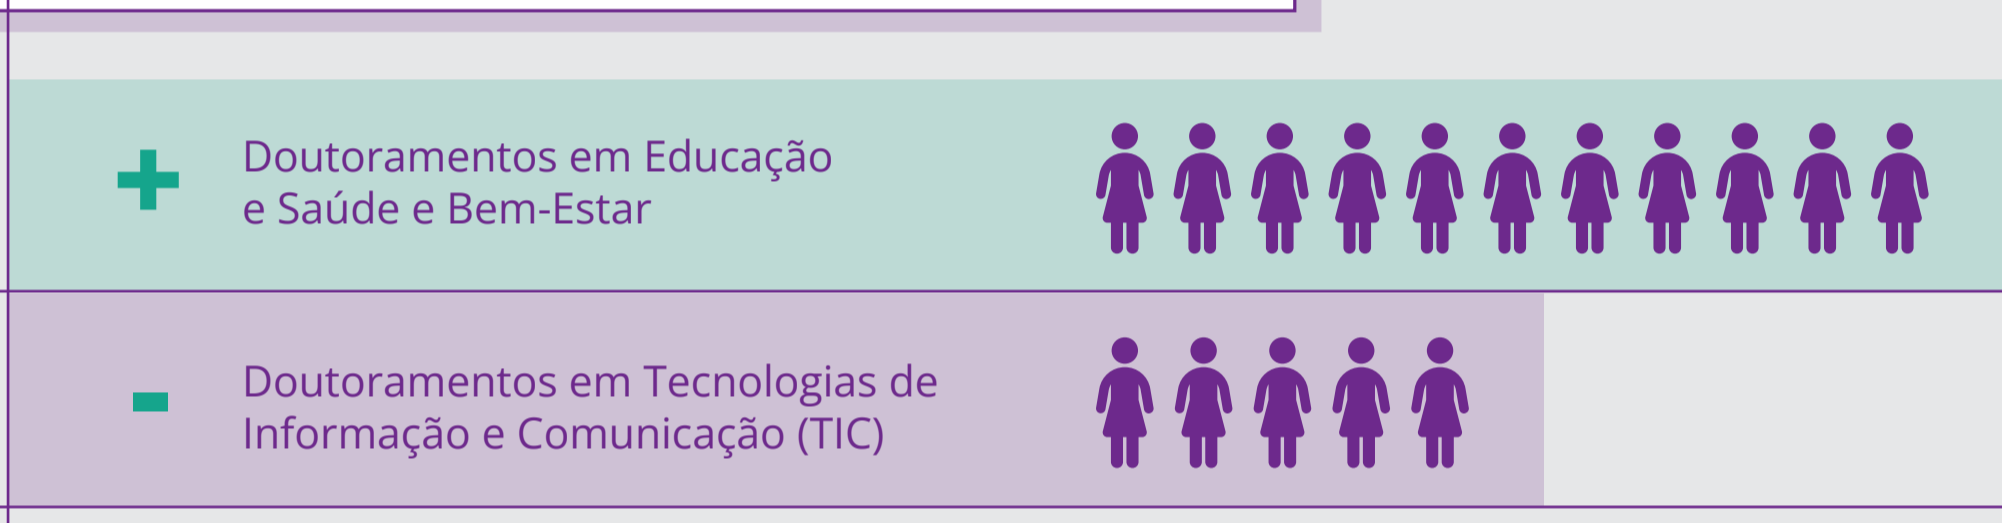 Doutoramentos em Educação
e Saúde e Bem-Estar
Doutoramentos em Tecnologias de
Informação e Comunicação (TIC)